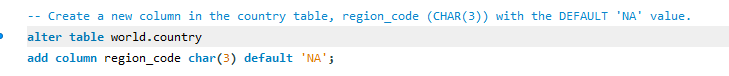 -- Create a new column in the country table, region_code (CHAR(3)) with the DEFAULT 'NA' value.
alter table world.country
add column region_code char(3) default 'NA';